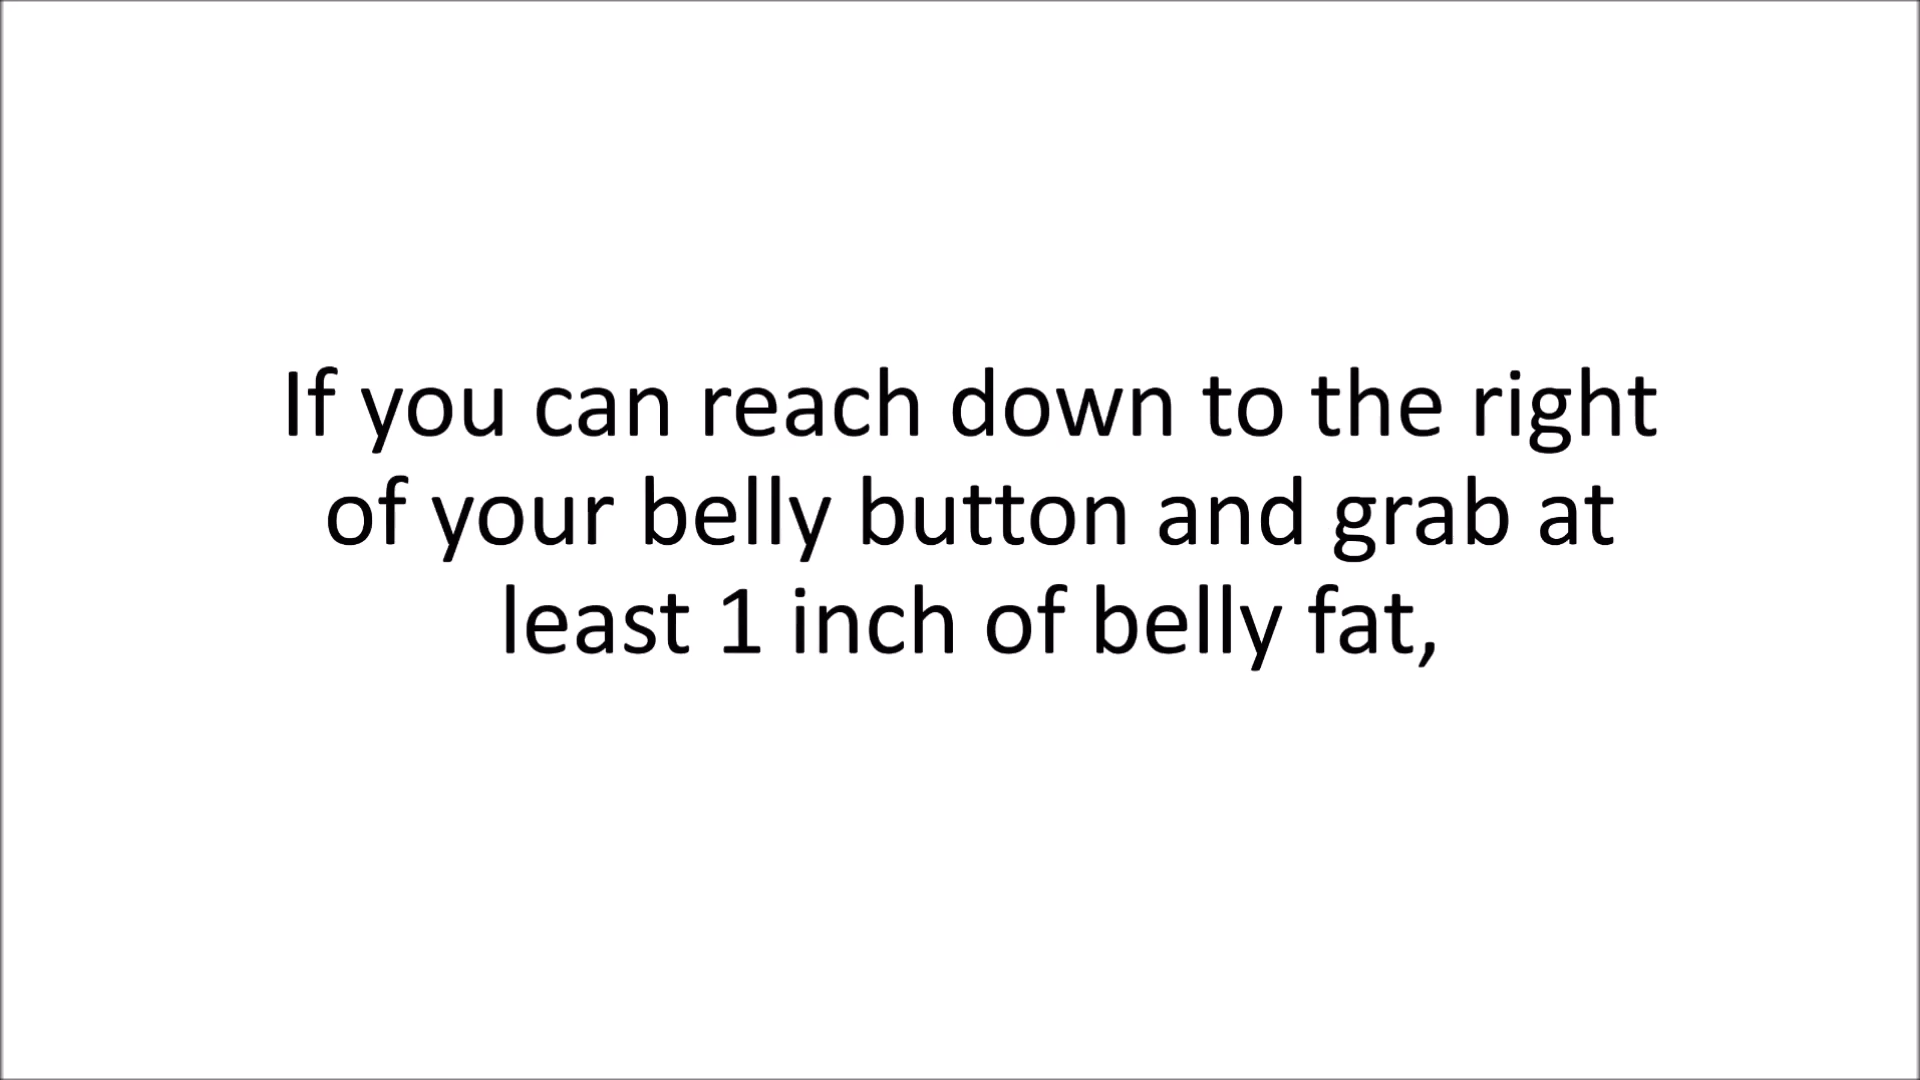 If you can reach down to the right
of your belly button and grab at
least 1 inch of belly fat,